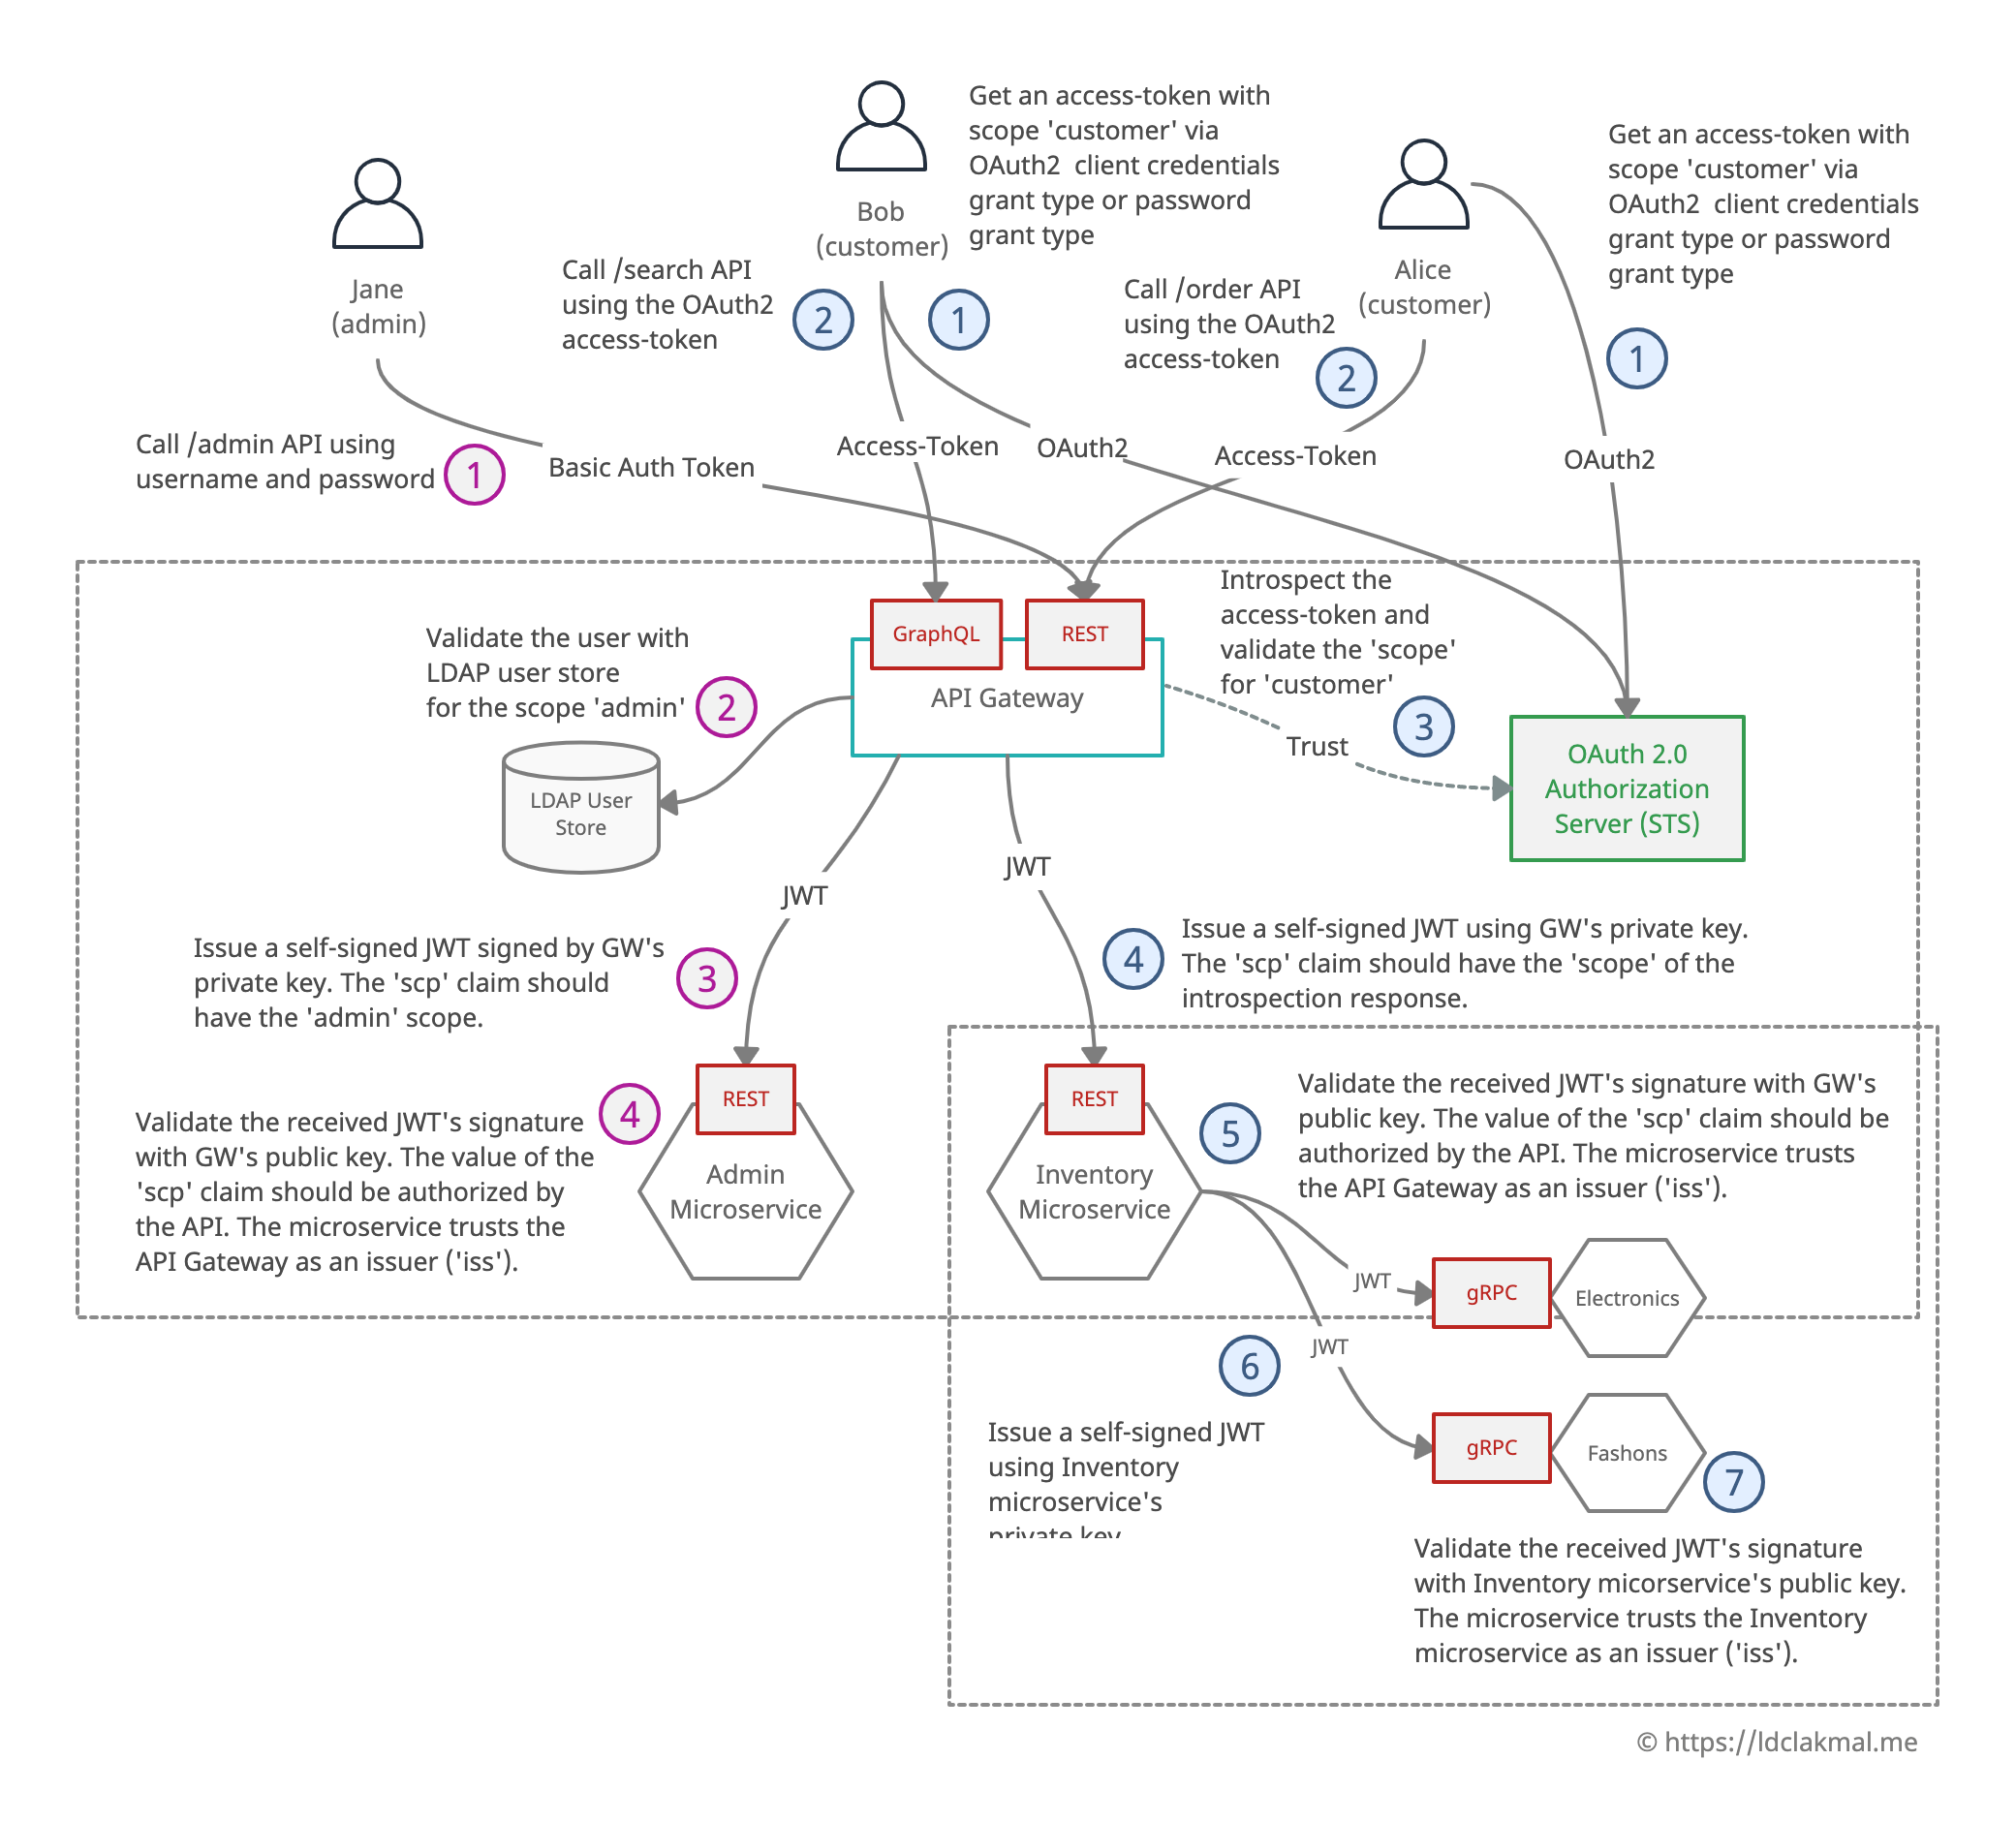 Get an access-token with
scope 'customer' via
OAuth2  client credentials
grant type or password
grant type
Get an access-token with
scope 'customer' via
OAuth2  client credentials
grant type or password
grant type
Bob
(customer)
Jane
(admin)
Alice
(customer)
Call /search API
using the OAuth2
access-token
2
1
Call /order API
using the OAuth2
access-token
2
1
Call /admin API using
username and password
1
Basic Auth Token
Access-Token
OAuth2
Access-Token
OAuth2
GraphQL
REST
API Gateway
Introspect the
access-token and
validate the 'scope'
for 'customer'
3
Trust
Validate the user with
LDAP user store
for the scope 'admin'
2
LDAP User
Store
OAuth 2.0
Authorization
Server (STS)
JWT
JWT
Issue a self-signed JWT signed by GW's
private key. The 'scp' claim should
have the 'admin' scope.
3
4
Issue a self-signed JWT using GW's private key.
The 'scp' claim should have the 'scope' of the
introspection response.
REST
Admin
Microservice
4
Validate the received JWT's signature
with GW's public key. The value of the
'scp' claim should be authorized by
the API. The microservice trusts the
API Gateway as an issuer ('iss').
REST
Inventory
Microservice
5
Validate the received JWT's signature with GW's
public key. The value of the 'scp' claim should be
authorized by the API. The microservice trusts
the API Gateway as an issuer ('iss').
JWT
gRPC
Electronics
JWT
6
gRPC
Fashons
7
Issue a self-signed JWT
using Inventory
microservice's
private key
Validate the received JWT's signature
with Inventory micorservice's public key.
The microservice trusts the Inventory
microservice as an issuer ('iss').
© https://ldclakmal.me